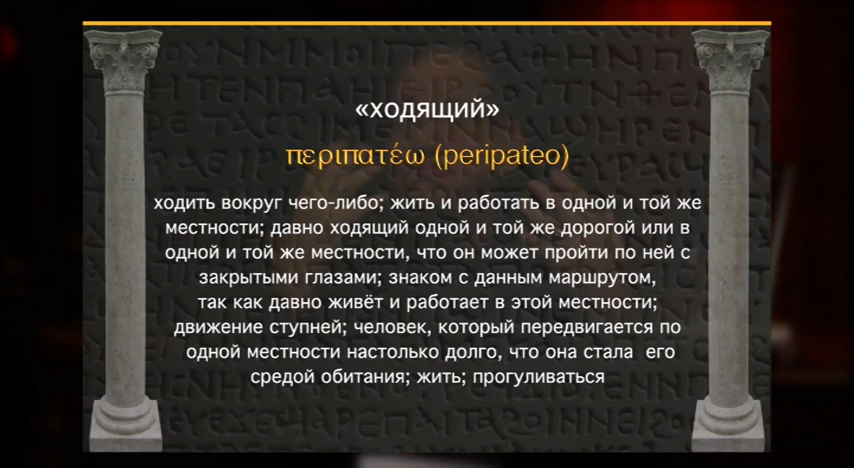 «ходящий»
περιπατέω (peripateo)
ходить вокруг чего-либо; жить и работать в одной и той же
местности; давно ходящий одной и той же дорогой или в
одной и той же местности, что он может пройти по ней с
закрытыми глазами; знаком с данным маршрутом,
так как давно живёт и работает в этой местности;
движение ступней; человек, который передвигается по
одной местности настолько долго, что она стала его
средой обитания; жить; прогуливаться